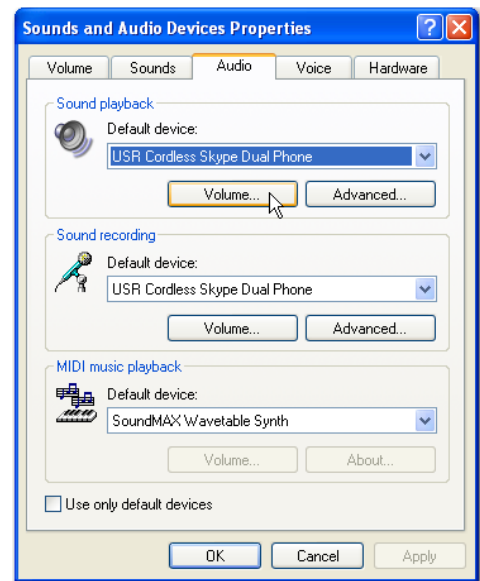 Sounds and Audio Devices Properties
Volume Sounds Audio Voice Hardware
Sound playback
Default device:
USR Cordless Skype Dual Phone
Volume... Advanced...
Sound recording
Default device:
USR Cordless Skype Dual Phone
Volume... Advanced...
MIDI music playback
Default device:
SoundMAX Wavetable Synth
Volume... About...
Use only default devices
OK Cancel Apply